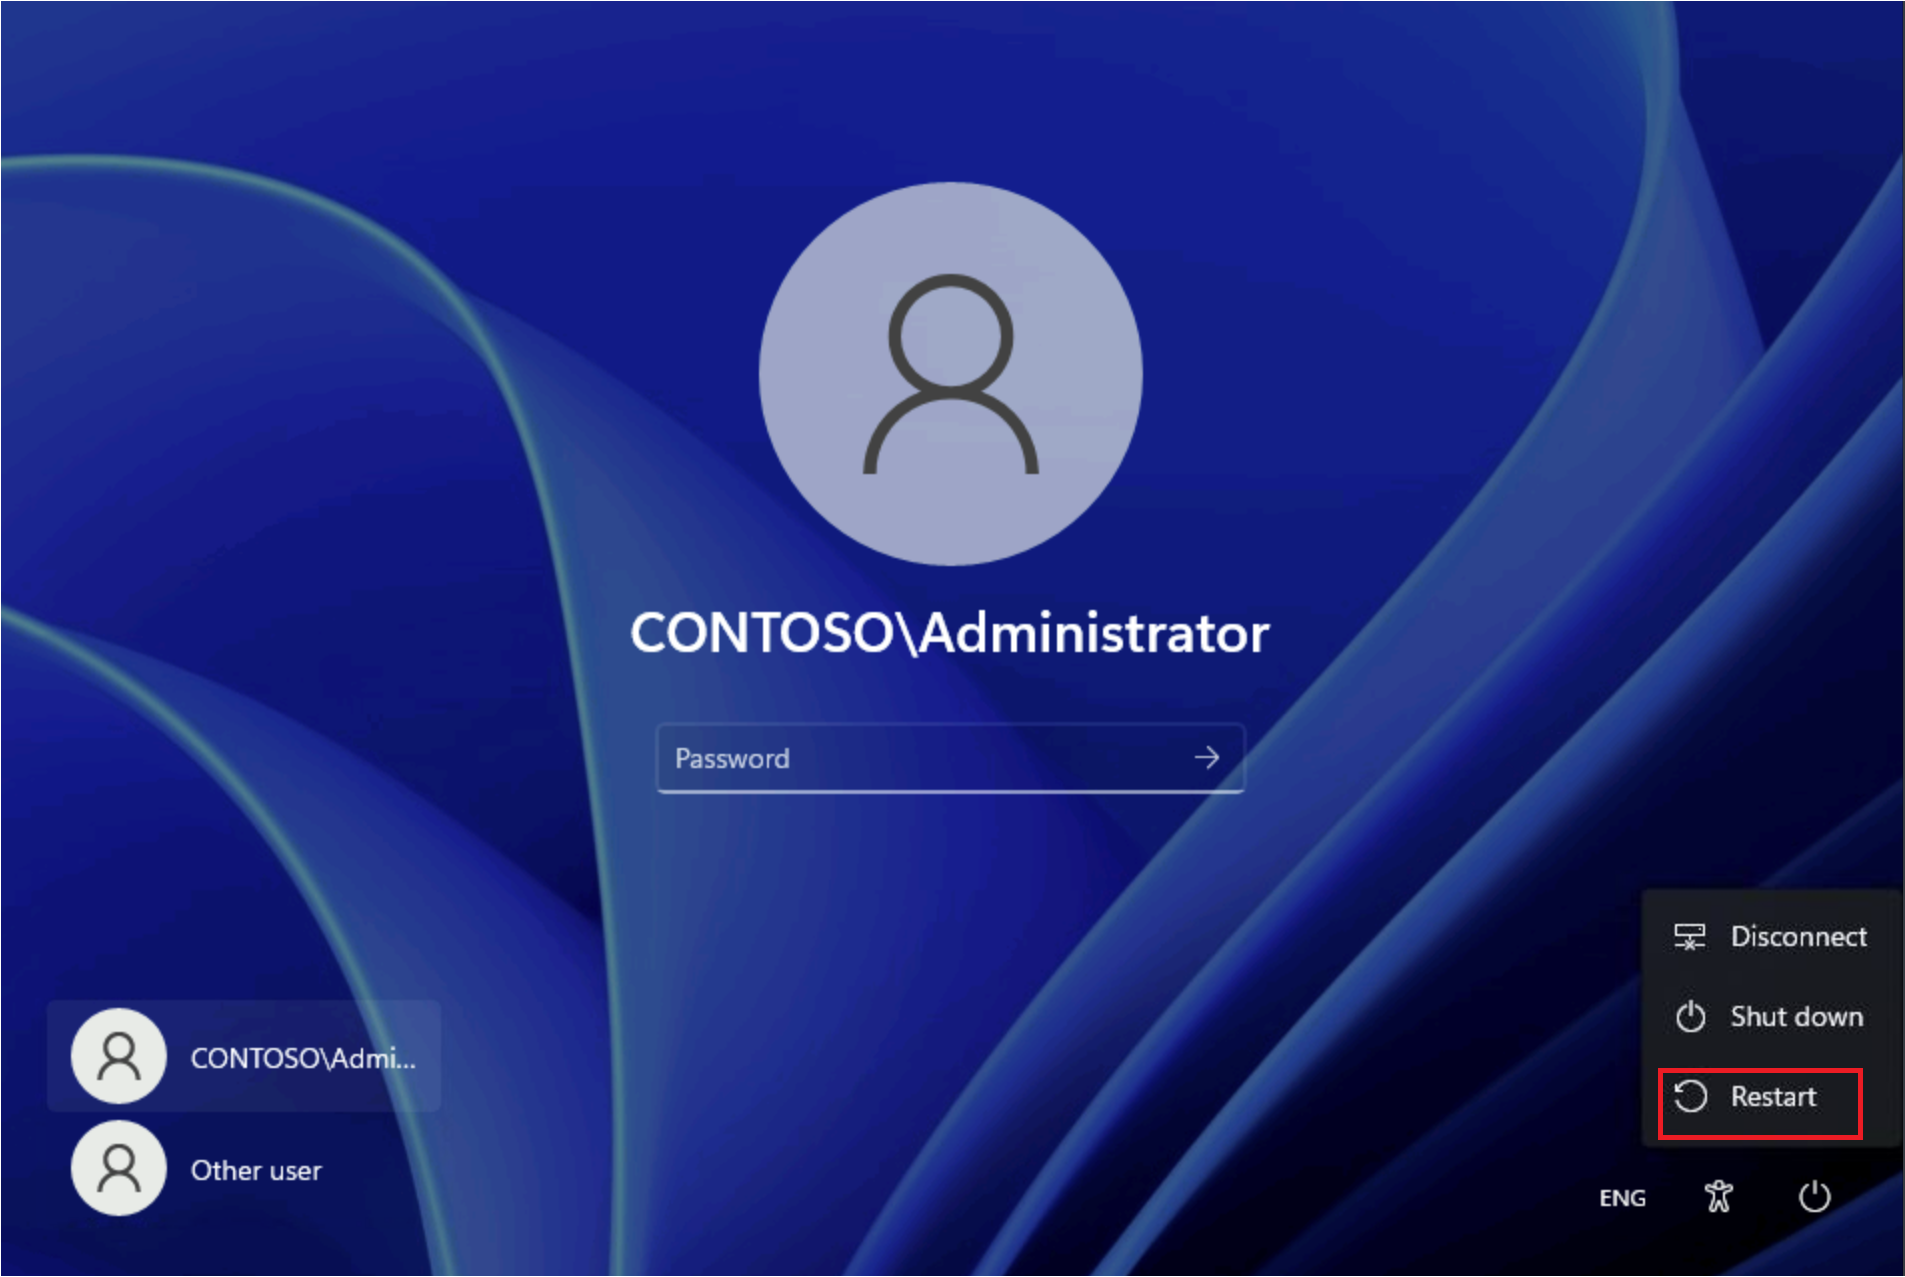 CONTOSO\Administrator
Password
Disconnect
Shut down
Restart
CONTOSO\Admi...
Other user
ENG